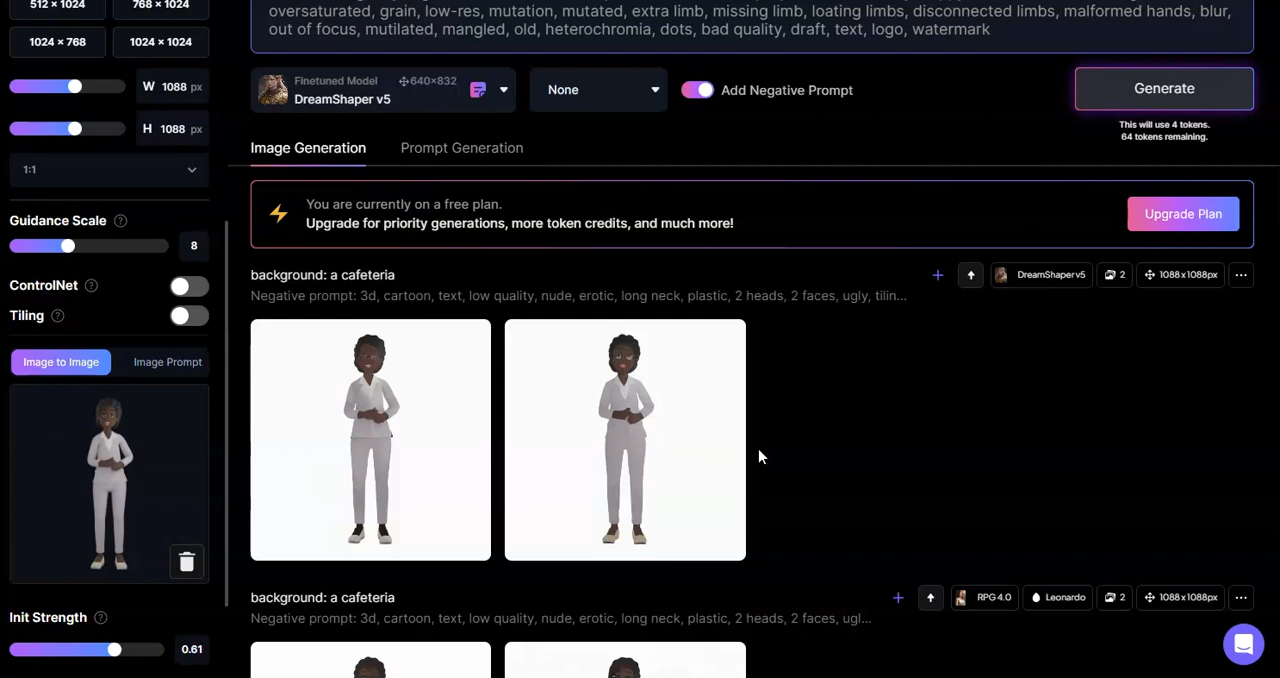 512 × 1024
768 × 1024
oversaturated, grain, low-res, mutation, mutated, extra limb, missing limb, loating limbs, disconnected limbs, malformed hands, blur,
out of focus, mutilated, mangled, old, heterochromia, dots, bad quality, draft, text, logo, watermark
1024 × 768
1024 × 1024
W 1088 px
H 1088 px
1:1
Finetuned Model
640×832
DreamShaper v5
None
Add Negative Prompt
Generate
This will use 4 tokens.
64 tokens remaining.
Image Generation
Prompt Generation
You are currently on a free plan.
Upgrade for priority generations, more token credits, and much more!
Upgrade Plan
Guidance Scale ?
8
ControlNet ?
Tiling ?
Image to Image
Image Prompt
Init Strength ?
0.61
background: a cafeteria
Negative prompt: 3d, cartoon, text, low quality, nude, erotic, long neck, plastic, 2 heads, 2 faces, ugly, tilin...
DreamShaper v5
2
1088x1088px
background: a cafeteria
Negative prompt: 3d, cartoon, text, low quality, nude, erotic, long neck, plastic, 2 heads, 2 faces, ugl...
RPG 4.0
Leonardo
2
1088x1088px